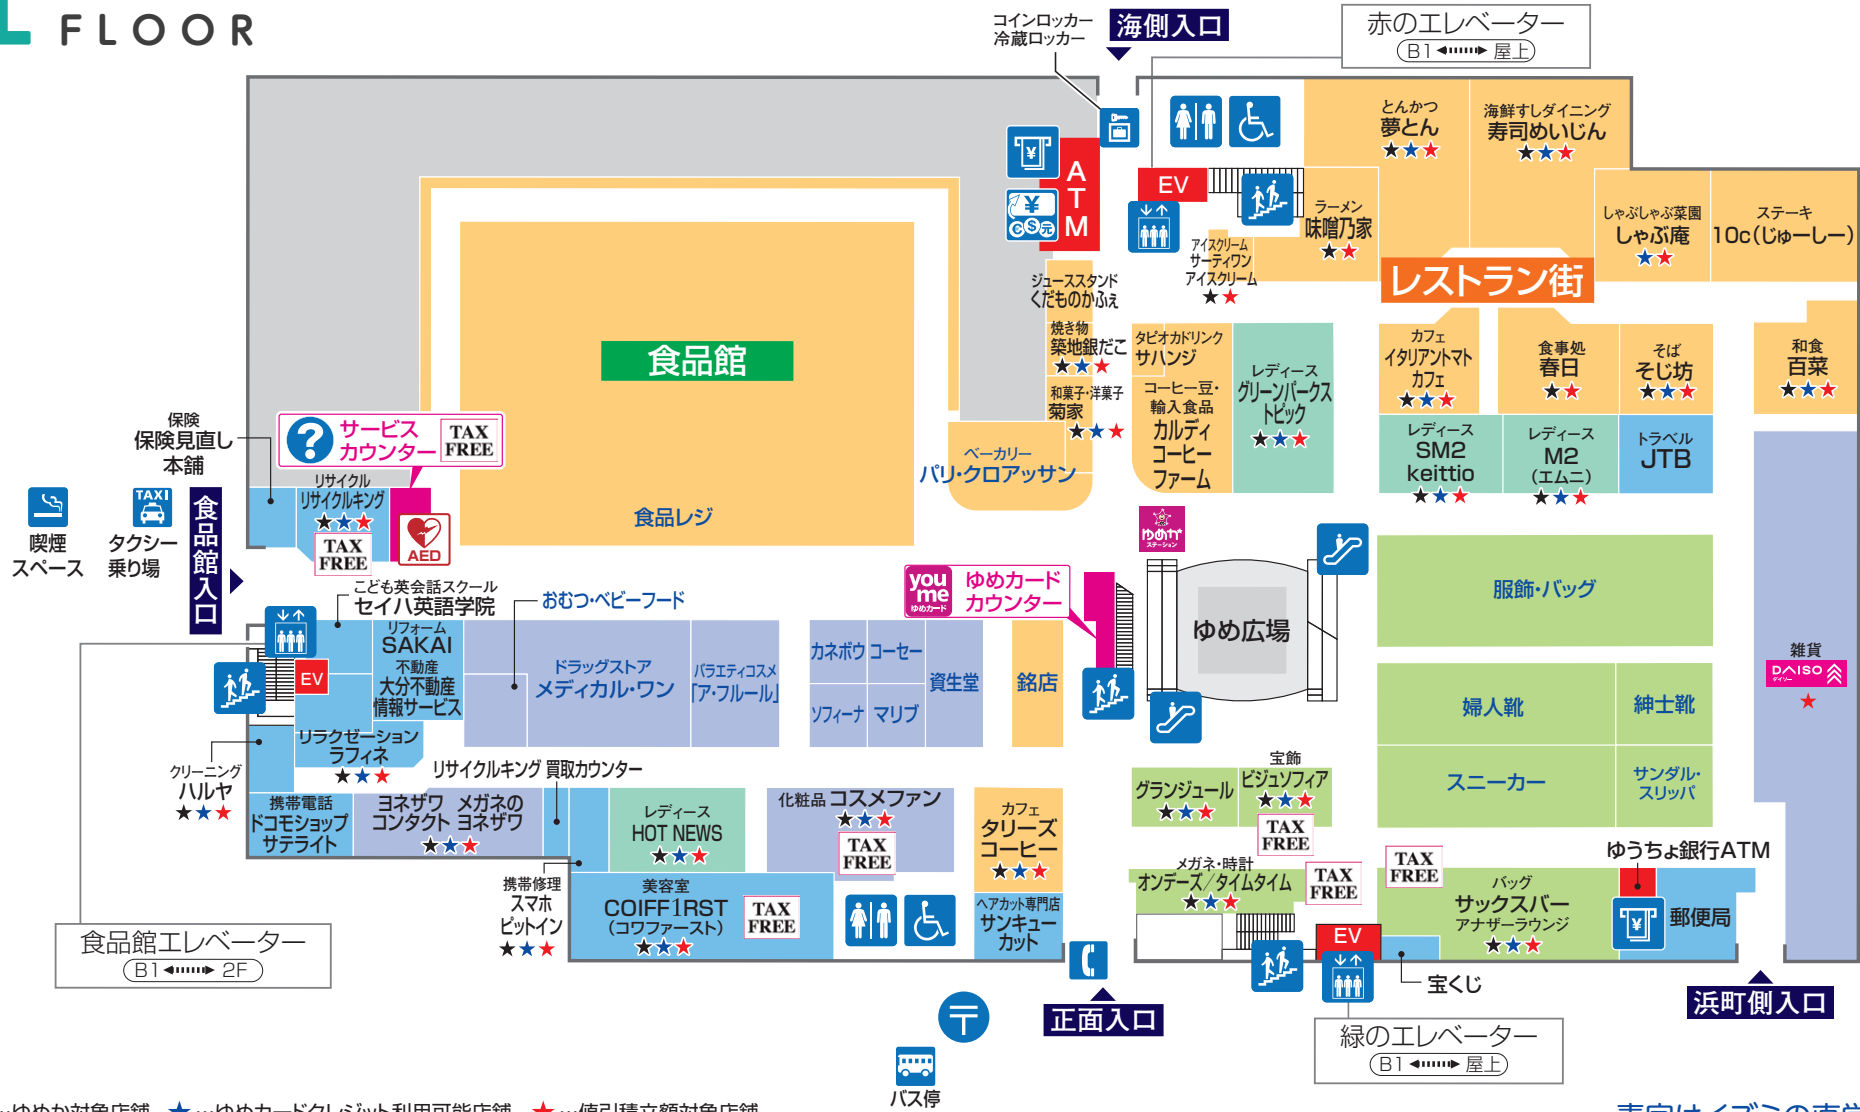 FLOOR
コインロッカー
冷蔵ロッカー
海側入口
赤のエレベーター
B1 屋上
とんかつ
夢とん
★★★
海鮮すしダイニング
寿司めいじん
★★★
ATM
EV
ラーメン
味噌乃家
★★
しゃぶしゃぶ菜園
しゃぶ庵
★★
ステーキ
10c(じゅーしー)
アイスクリーム
サーティワン
アイスクリーム
★★
レストラン街
ジューススタンド
くだものかふぇ
焼き物
築地銀だこ
★★★
和菓子・洋菓子
菊家
★★★
タピオカドリンク
サハンジ
コーヒー豆・
輸入食品
カルディ
コーヒー
ファーム
レディース
グリーンパークス
トピック
★★★
カフェ
イタリアントマト
カフェ
★★★
食事処
春日
★★
そば
そじ坊
★★★
和食
百菜
★★★
食品館
ベーカリー
パリ・クロアッサン
食品レジ
レディース
SM2
keittio
★★★
レディース
M2
(エムニ)
★★★
トラベル
JTB
保険
保険見直し
本舗
?
サービス
カウンター
TAX
FREE
リサイクル
リサイクルキング
★★★
TAX
FREE
AED
喫煙
スペース
TAXI
タクシー
乗り場
食品館入口
こども英会話スクール
セイハ英語学院
おむつ・ベビーフード
you
me
ゆめカード
ゆめカード
カウンター
ゆめか
ステーション
ゆめ広場
服飾・バッグ
リフォーム
SAKAI
不動産
大分不動産
情報サービス
EV
ドラッグストア
メディカル・ワン
バラエティコスメ
「ア・フルール」
カネボウ
コーセー
ソフィーナ
マリブ
資生堂
銘店
婦人靴
紳士靴
スニーカー
サンダル・
スリッパ
雑貨
DAISO
ダイソー
★
クリーニング
ハルヤ
★★★
リラクゼーション
ラフィネ
★★★
リサイクルキング 買取カウンター
携帯電話
ドコモショップ
サテライト
ヨネザワ
コンタクト
メガネの
ヨネザワ
★★★
レディース
HOT NEWS
★★★
化粧品 コスメファン
★★★
TAX
FREE
カフェ
タリーズ
コーヒー
★★★
グランジュール
★★★
宝飾
ビジュソフィア
★★★
TAX
FREE
携帯修理
スマホ
ピットイン
★★★
美容室
COIFF1RST
(コワファースト)
★★★
TAX
FREE
ヘアカット専門店
サンキュー
カット
メガネ・時計
オンデーズ/タイムタイム
★★★
TAX
FREE
TAX
FREE
バッグ
サックスバー
アナザーラウンジ
★★★
ゆうちょ銀行ATM
郵便局
EV
宝くじ
食品館エレベーター
B1 2F
正面入口
浜町側入口
緑のエレベーター
B1 屋上
バス停